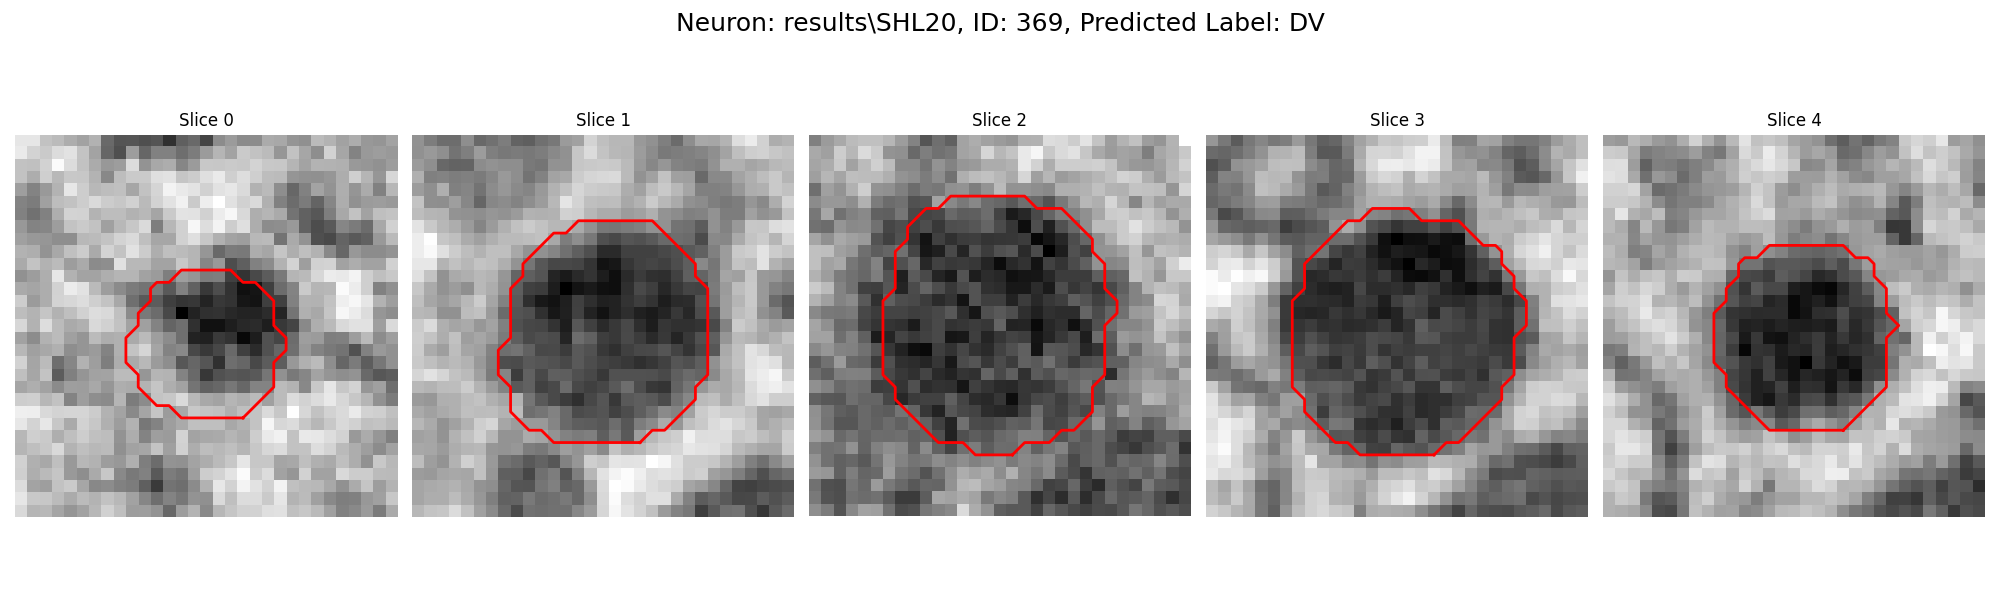 Neuron: results\SHL20, ID: 369, Predicted Label: DV
Slice 0
Slice 1
Slice 2
Slice 3
Slice 4